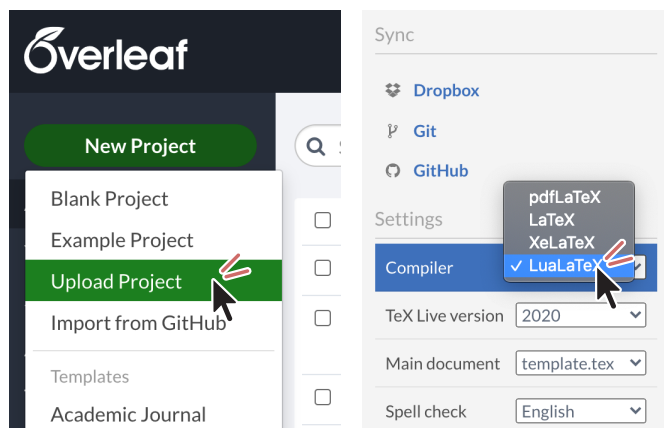 Overleaf
New Project
Blank Project
Example Project
Upload Project
Import from GitHub
Templates
Academic Journal
Sync
Dropbox
Git
GitHub
Settings
pdfLaTeX
LaTeX
XeLaTeX
Compiler
✓ LuaLaTeX
TeX Live version 2020
Main document template.tex
Spell check English